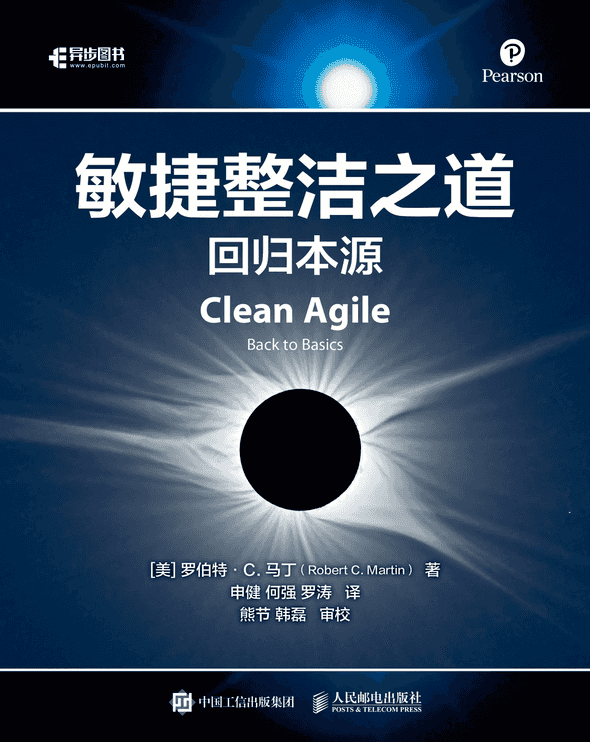 异步图书
www.epubit.com
Pearson
敏捷整洁之道
回归本源
Clean Agile
Back to Basics
[美] 罗伯特·C. 马丁（Robert C. Martin） 著
申健 何强 罗涛 译
熊节 韩磊 审校
中国工信出版集团
人民邮电出版社
POSTS & TELECOM PRESS